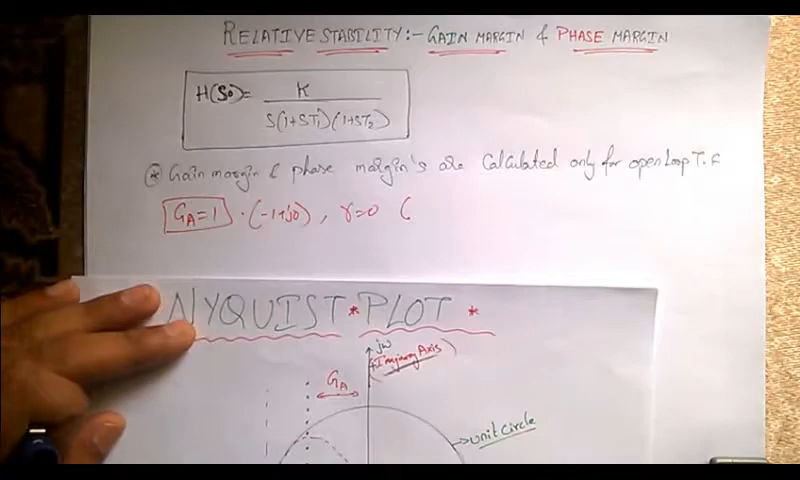 RELATIVE STABILITY:- GAIN MARGIN & PHASE MARGIN
H(S) = K / S(1+ST1)(1+ST2)
* Gain margin & phase margin's are calculated only for open Loop T.F
GA=1 . (-1+j0), r=0 (
NYQUIST * PLOT *
jω
(Imaginary Axis)
GA
unit circle